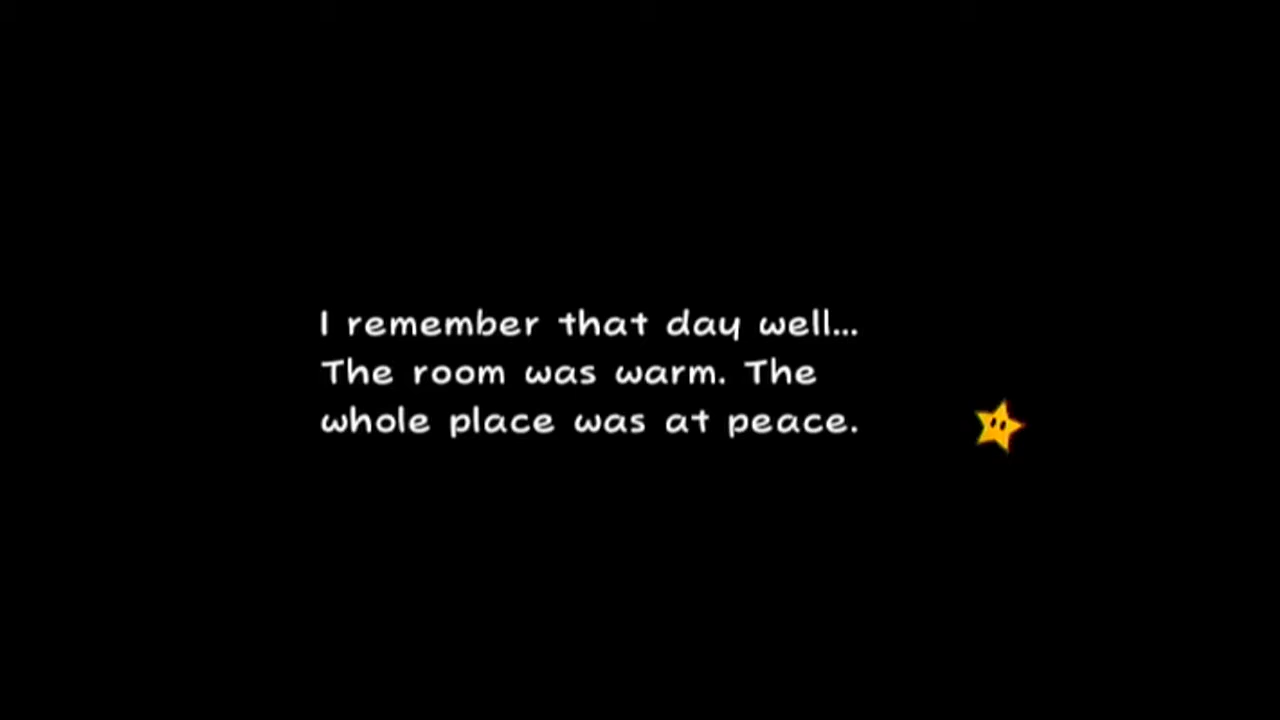 I remember that day well...
The room was warm. The
whole place was at peace.